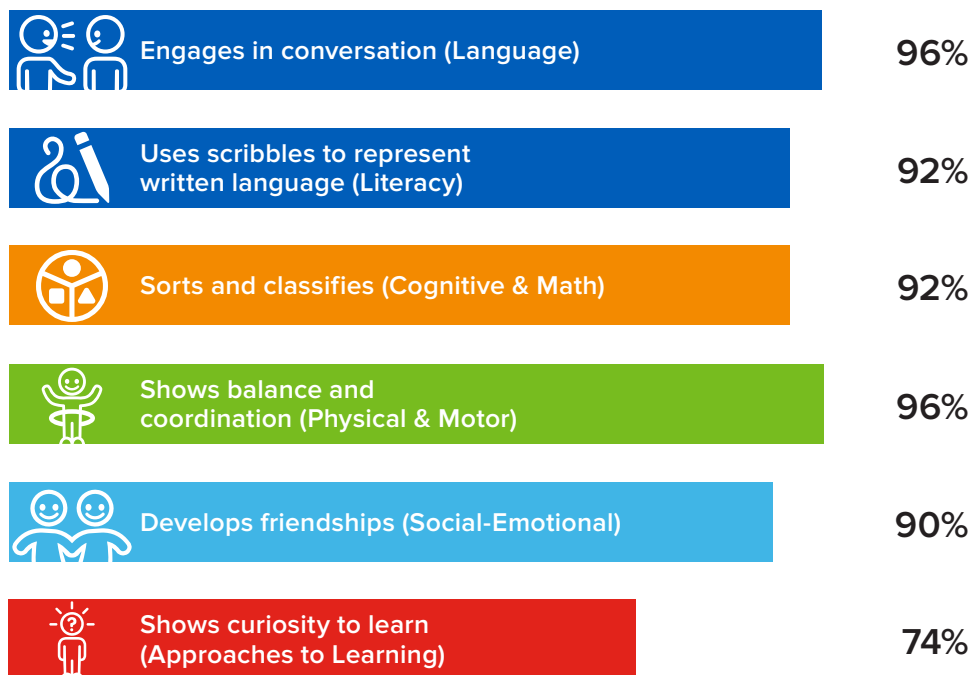 Engages in conversation (Language)
96%
Uses scribbles to represent
written language (Literacy)
92%
Sorts and classifies (Cognitive & Math)
92%
Shows balance and
coordination (Physical & Motor)
96%
Develops friendships (Social-Emotional)
90%
?
Shows curiosity to learn
(Approaches to Learning)
74%